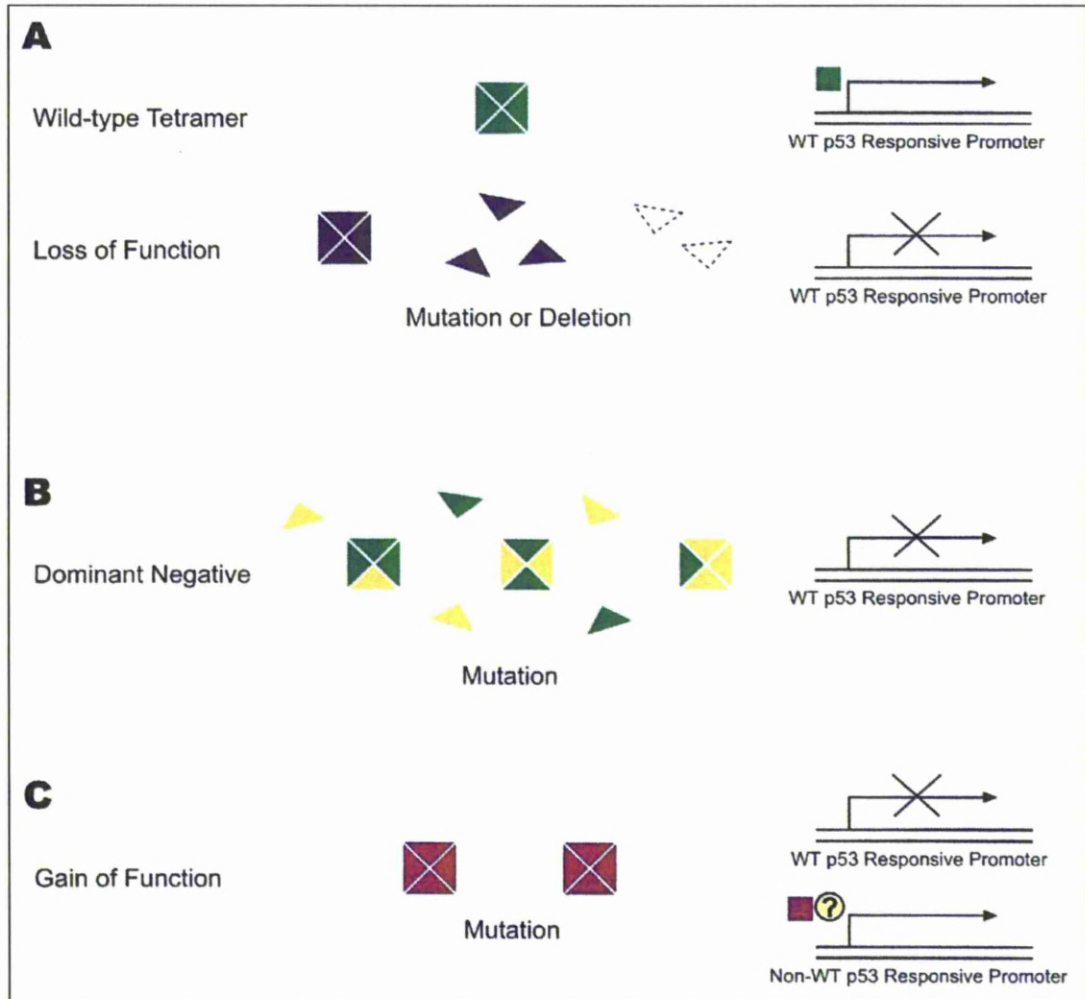 A
Wild-type Tetramer
WT p53 Responsive Promoter
Loss of Function
Mutation or Deletion
WT p53 Responsive Promoter
B
Dominant Negative
Mutation
WT p53 Responsive Promoter
C
Gain of Function
Mutation
WT p53 Responsive Promoter
?
Non-WT p53 Responsive Promoter